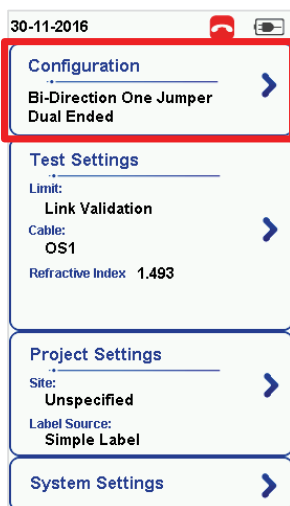 30-11-2016
Configuration
Bi-Direction One Jumper
Dual Ended
Test Settings
Limit:
Link Validation
Cable:
OS1
Refractive Index 1.493
Project Settings
Site:
Unspecified
Label Source:
Simple Label
System Settings